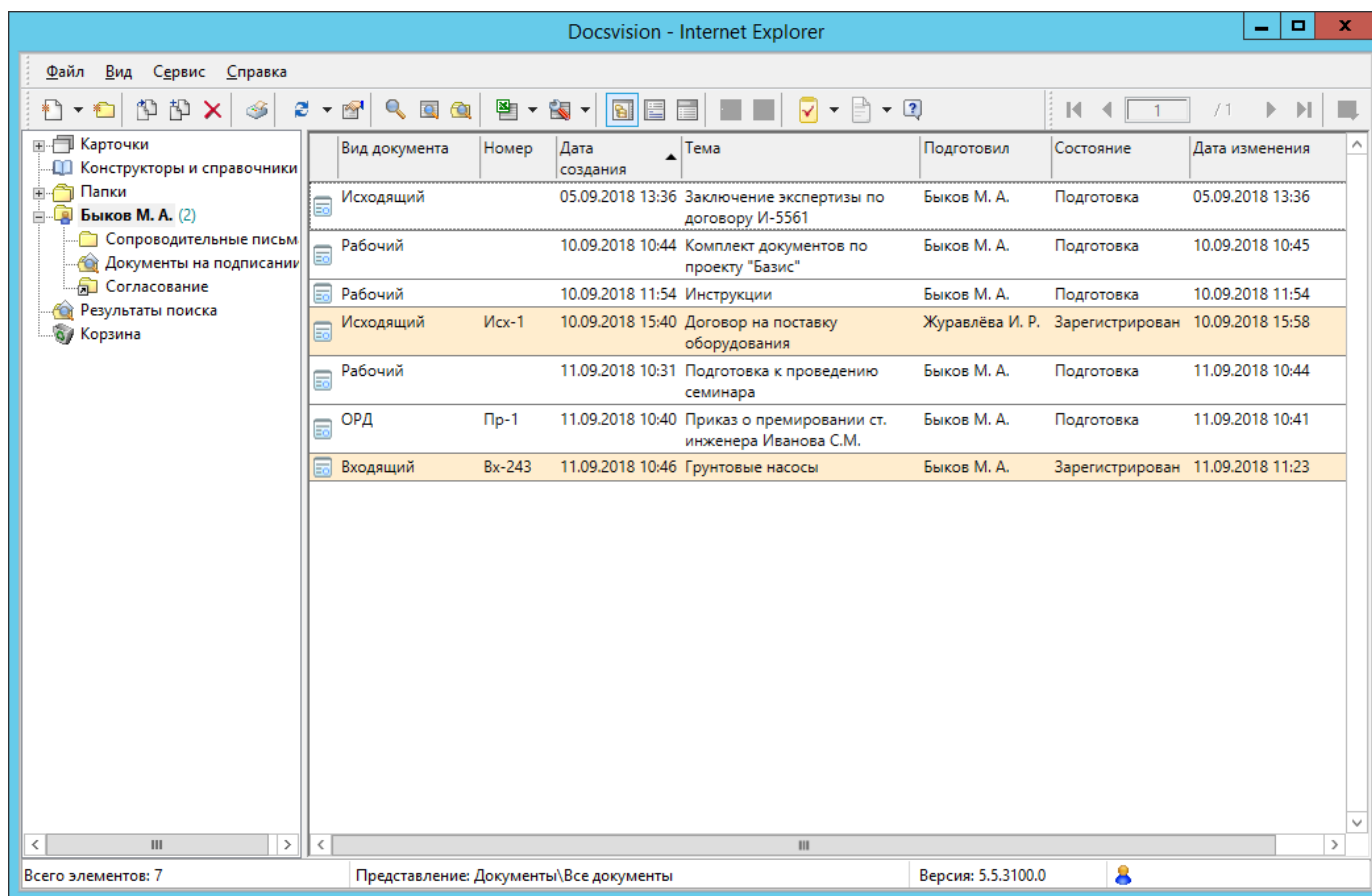 Docsvision - Internet Explorer
Файл Вид Сервис Справка
1 / 1
Карточки
Конструкторы и справочники
Папки
Быков М. А. (2)
Сопроводительные письм
Документы на подписании
Согласование
Результаты поиска
Корзина
Вид документа Номер Дата создания Тема Подготовил Состояние Дата изменения
Исходящий 05.09.2018 13:36 Заключение экспертизы по Быков М. А. Подготовка 05.09.2018 13:36
договору И-5561
Рабочий 10.09.2018 10:44 Комплект документов по Быков М. А. Подготовка 10.09.2018 10:45
проекту "Базис"
Рабочий 10.09.2018 11:54 Инструкции Быков М. А. Подготовка 10.09.2018 11:54
Исходящий Исх-1 10.09.2018 15:40 Договор на поставку Журавлёва И. Р. Зарегистрирован 10.09.2018 15:58
оборудования
Рабочий 11.09.2018 10:31 Подготовка к проведению Быков М. А. Подготовка 11.09.2018 10:44
семинара
ОРД Пр-1 11.09.2018 10:40 Приказ о премировании ст. Быков М. А. Подготовка 11.09.2018 10:41
инженера Иванова С.М.
Входящий Вх-243 11.09.2018 10:46 Грунтовые насосы Быков М. А. Зарегистрирован 11.09.2018 11:23
Всего элементов: 7 Представление: Документы\Все документы Версия: 5.5.3100.0